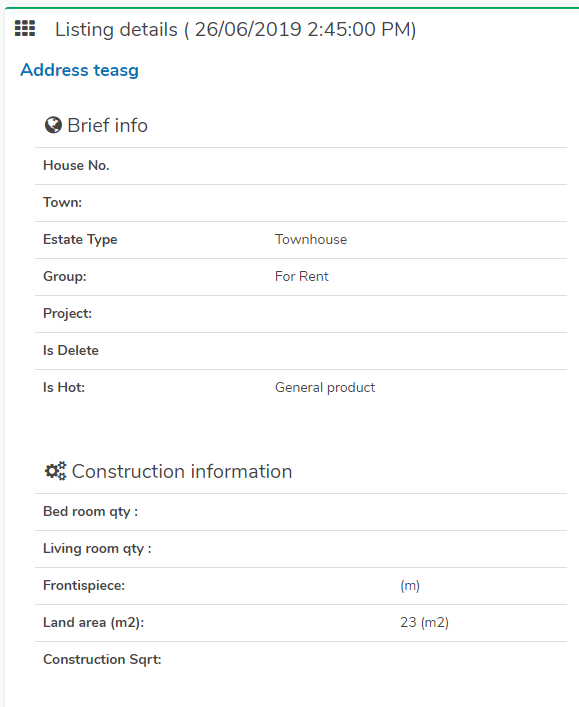 Listing details ( 26/06/2019 2:45:00 PM)
Address teasg
Brief info
House No.
Town:
Estate Type Townhouse
Group: For Rent
Project:
Is Delete
Is Hot: General product
Construction information
Bed room qty :
Living room qty :
Frontispiece: (m)
Land area (m2): 23 (m2)
Construction Sqrt: